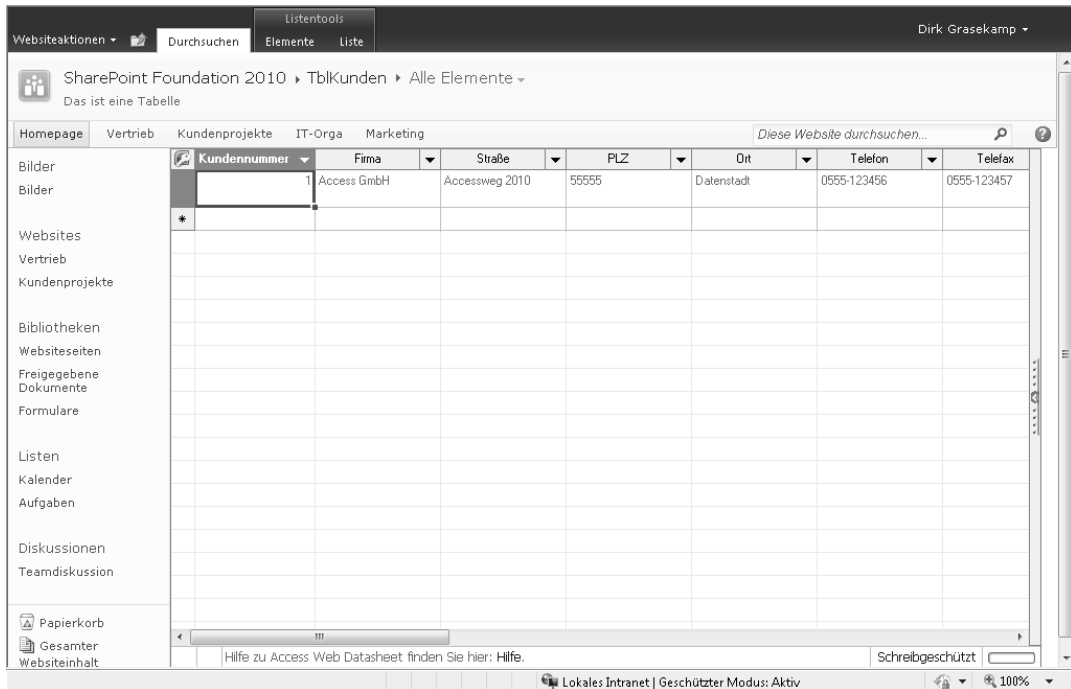 Listentools
Websiteaktionen
Durchsuchen Elemente Liste
Dirk Grasekamp
SharePoint Foundation 2010 TblKunden Alle Elemente
Das ist eine Tabelle
Homepage Vertrieb Kundenprojekte IT-Orga Marketing
Diese Website durchsuchen...
Bilder
Bilder
Websites
Vertrieb
Kundenprojekte
Bibliotheken
Websiteseiten
Freigegebene
Dokumente
Formulare
Listen
Kalender
Aufgaben
Diskussionen
Teamdiskussion
Papierkorb
Gesamter
Websiteinhalt
Kundennummer Firma Straße PLZ Ort Telefon Telefax
1 Access GmbH Accessweg 2010 55555 Datenstadt 0555-123456 0555-123457
Hilfe zu Access Web Datasheet finden Sie hier: Hilfe.
Schreibgeschützt
Lokales Intranet | Geschützter Modus: Aktiv
100%